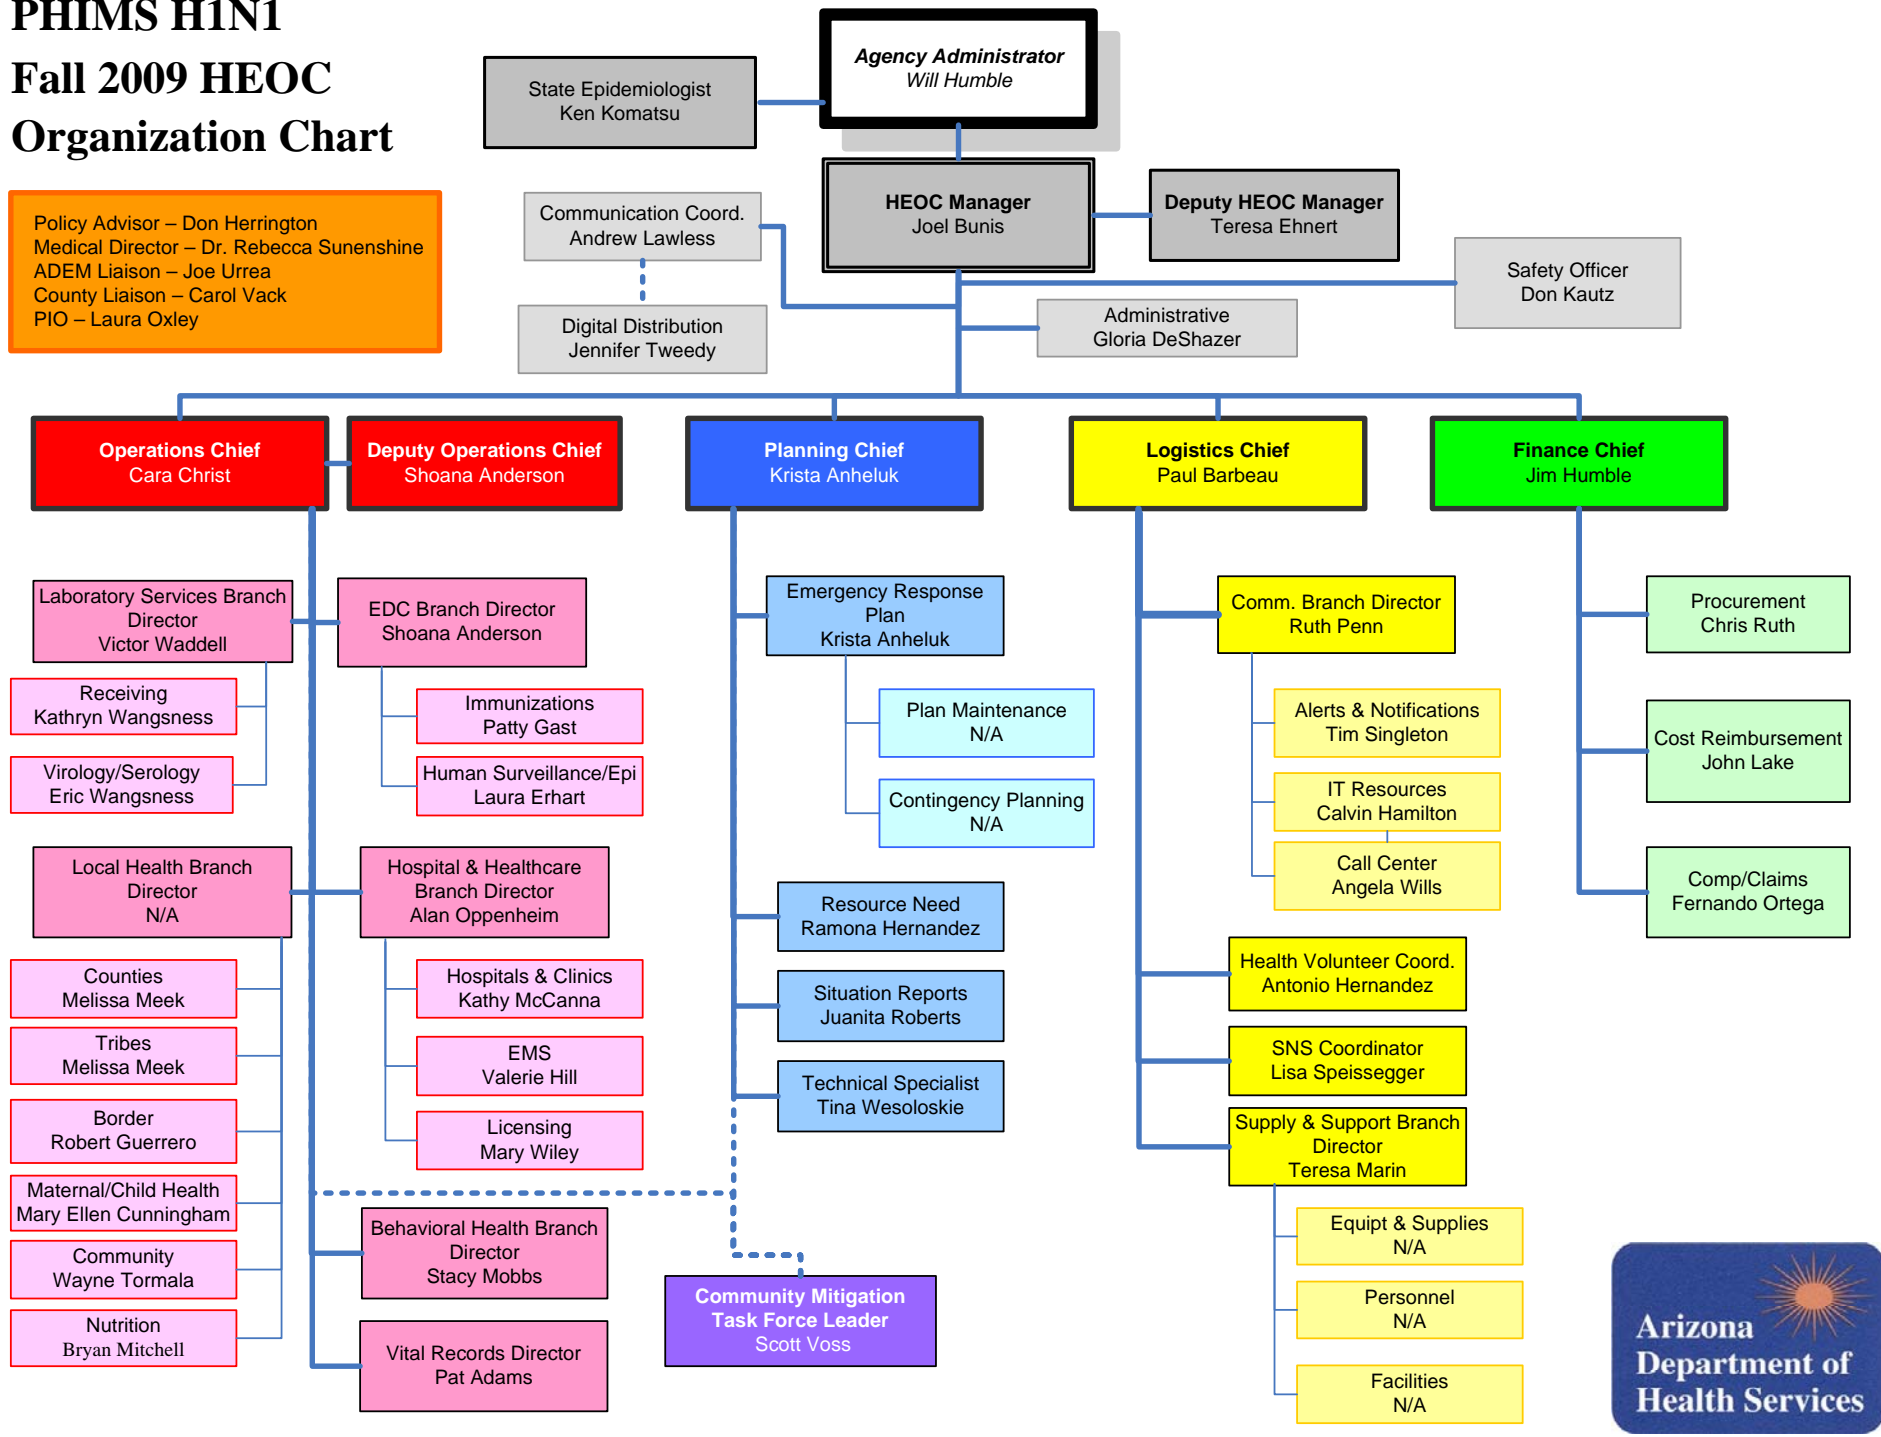 PHIMS H1N1
Fall 2009 HEOC
Organization Chart
Agency Administrator
Will Humble
State Epidemiologist
Ken Komatsu
HEOC Manager
Joel Bunis
Deputy HEOC Manager
Teresa Ehnert
Policy Advisor – Don Herrington
Medical Director – Dr. Rebecca Sunenshine
ADEM Liaison – Joe Urrea
County Liaison – Carol Vack
PIO – Laura Oxley
Communication Coord.
Andrew Lawless
Digital Distribution
Jennifer Tweedy
Safety Officer
Don Kautz
Administrative
Gloria DeShazer
Operations Chief
Cara Christ
Deputy Operations Chief
Shoana Anderson
Planning Chief
Krista Anheluk
Logistics Chief
Paul Barbeau
Finance Chief
Jim Humble
Laboratory Services Branch
Director
Victor Waddell
Receiving
Kathryn Wangsness
Virology/Serology
Eric Wangsness
EDC Branch Director
Shoana Anderson
Immunizations
Patty Gast
Human Surveillance/Epi
Laura Erhart
Local Health Branch
Director
N/A
Counties
Melissa Meek
Tribes
Melissa Meek
Border
Robert Guerrero
Maternal/Child Health
Mary Ellen Cunningham
Community
Wayne Tormala
Nutrition
Bryan Mitchell
Hospital & Healthcare
Branch Director
Alan Oppenheim
Hospitals & Clinics
Kathy McCanna
EMS
Valerie Hill
Licensing
Mary Wiley
Behavioral Health Branch
Director
Stacy Mobbs
Vital Records Director
Pat Adams
Emergency Response
Plan
Krista Anheluk
Plan Maintenance
N/A
Contingency Planning
N/A
Resource Need
Ramona Hernandez
Situation Reports
Juanita Roberts
Technical Specialist
Tina Wesoloskie
Community Mitigation
Task Force Leader
Scott Voss
Comm. Branch Director
Ruth Penn
Alerts & Notifications
Tim Singleton
IT Resources
Calvin Hamilton
Call Center
Angela Wills
Health Volunteer Coord.
Antonio Hernandez
SNS Coordinator
Lisa Speissegger
Supply & Support Branch
Director
Teresa Marin
Equipt & Supplies
N/A
Personnel
N/A
Facilities
N/A
Procurement
Chris Ruth
Cost Reimbursement
John Lake
Comp/Claims
Fernando Ortega
Arizona
Department of
Health Services